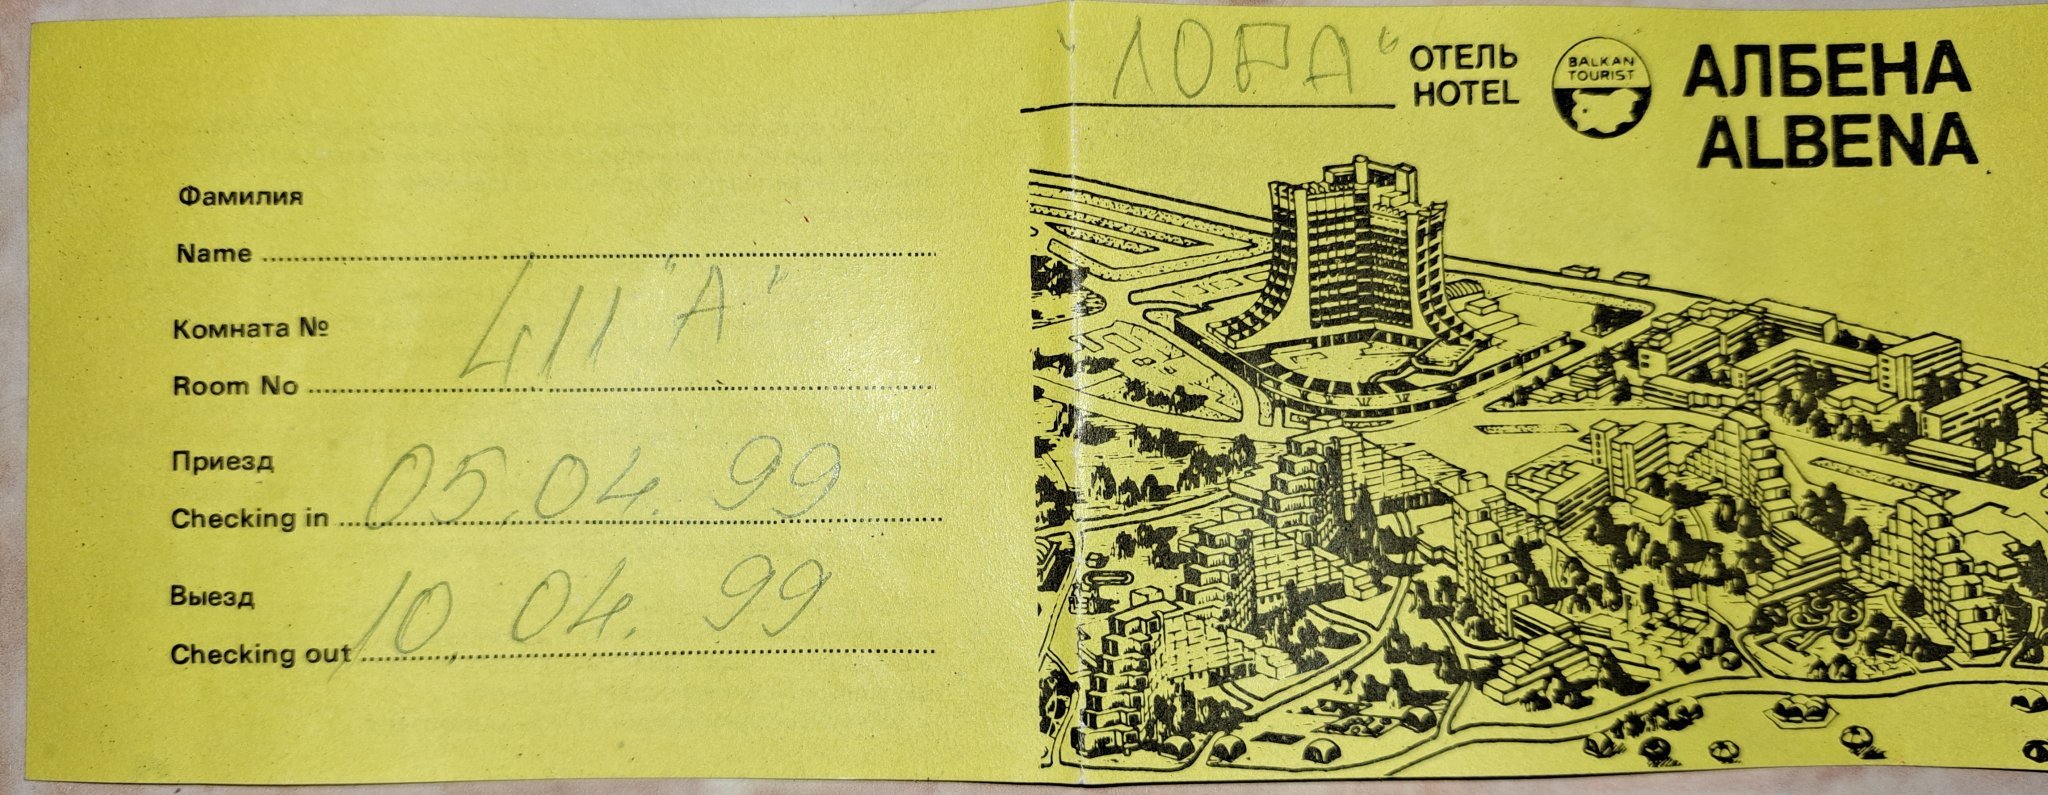 Фамилия
Name
Комната №
Room No 411 "А"
Приезд
Checking in 05.04.99
Выезд
Checking out 10.04.99
"ЛОРА" ОТЕЛЬ
HOTEL
BALKAN
TOURIST
АЛБЕНА
ALBENA